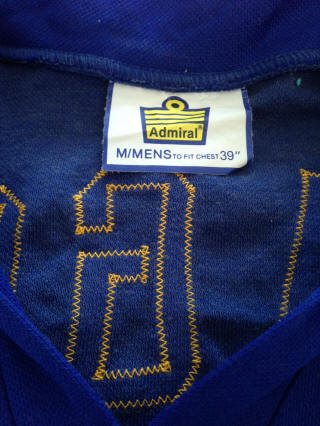 Admiral®
M/MENS TO FIT CHEST 39"